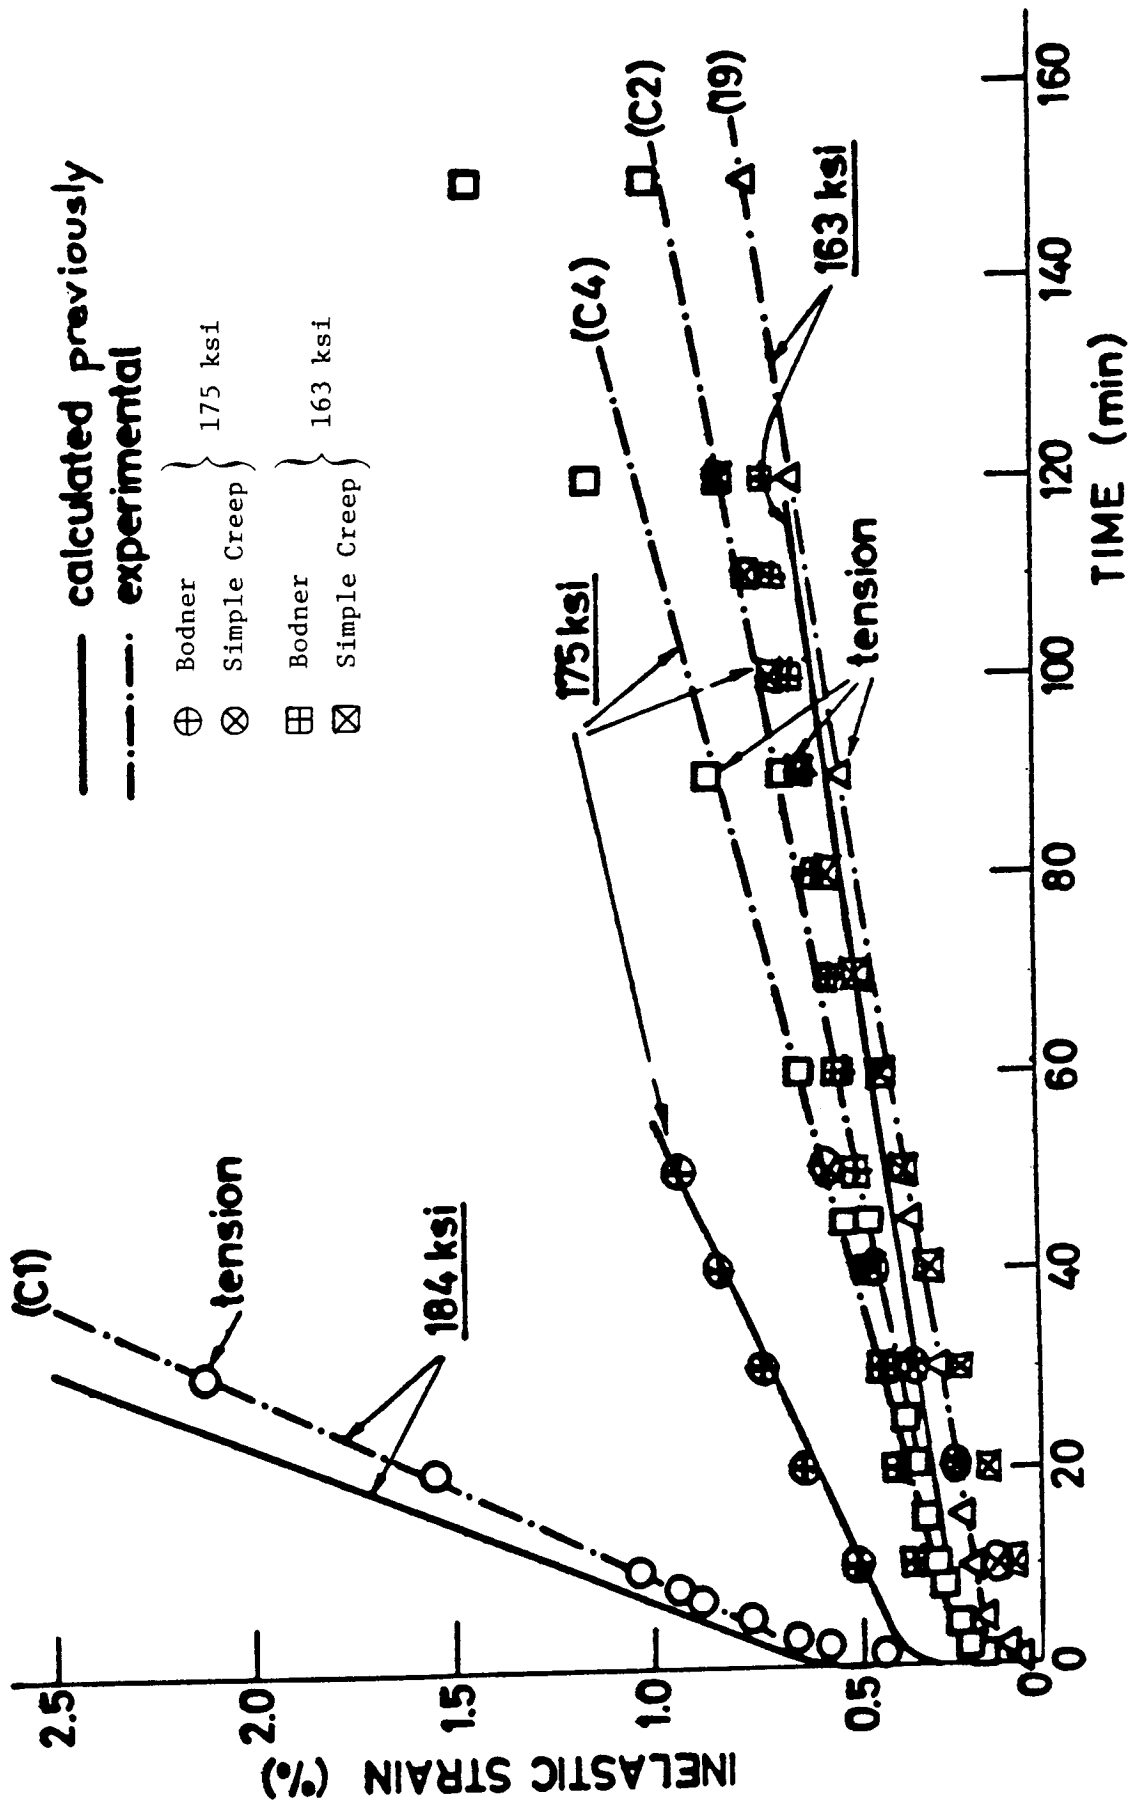 calculated previously
experimental
Bodner
Simple Creep
175 ksi
Bodner
Simple Creep
163 ksi
(C1)
tension
184 ksi
175 ksi
(C4)
(C2)
(19)
163 ksi
tension
INELASTIC STRAIN (%)
2.5
2.0
1.5
1.0
0.5
0
0
20
40
60
80
100
120
140
160
TIME (min)